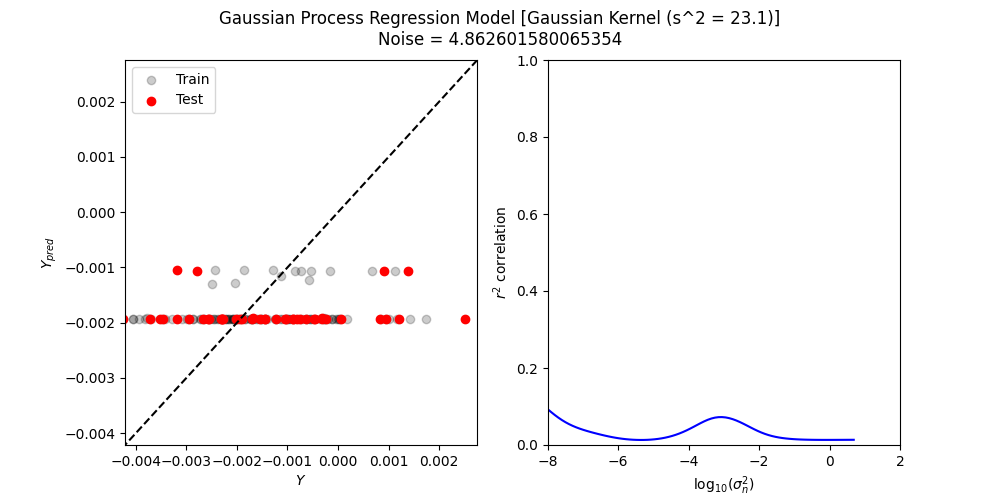 Gaussian Process Regression Model [Gaussian Kernel (s^2 = 23.1)]
Noise = 4.862601580065354
Train
Test
0.002
0.001
0.000
−0.001
−0.002
−0.003
−0.004
Y_pred
−0.004 −0.003 −0.002 −0.001 0.000 0.001 0.002
Y
1.0
0.8
0.6
0.4
0.2
0.0
r² correlation
−8 −6 −4 −2 0 2
log₁₀(σₙ²)